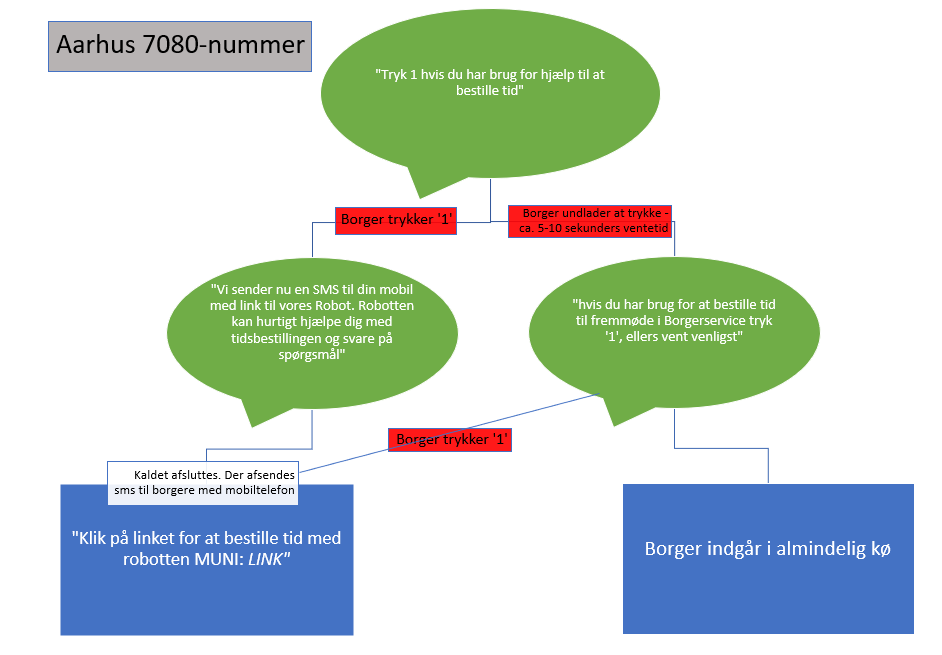 Aarhus 7080-nummer
"Tryk 1 hvis du har brug for hjælp til at
bestille tid"
Borger trykker '1'
Borger undlader at trykke -
ca. 5-10 sekunders ventetid
"Vi sender nu en SMS til din mobil
med link til vores Robot. Robotten
kan hurtigt hjælpe dig med
tidsbestillingen og svare på
spørgsmål"
"hvis du har brug for at bestille tid
til fremmøde i Borgerservice tryk
'1', ellers vent venligst"
Borger trykker '1'
Kaldet afsluttes. Der afsendes
sms til borgere med mobiltelefon
"Klik på linket for at bestille tid med
robotten MUNI: LINK"
Borger indgår i almindelig kø